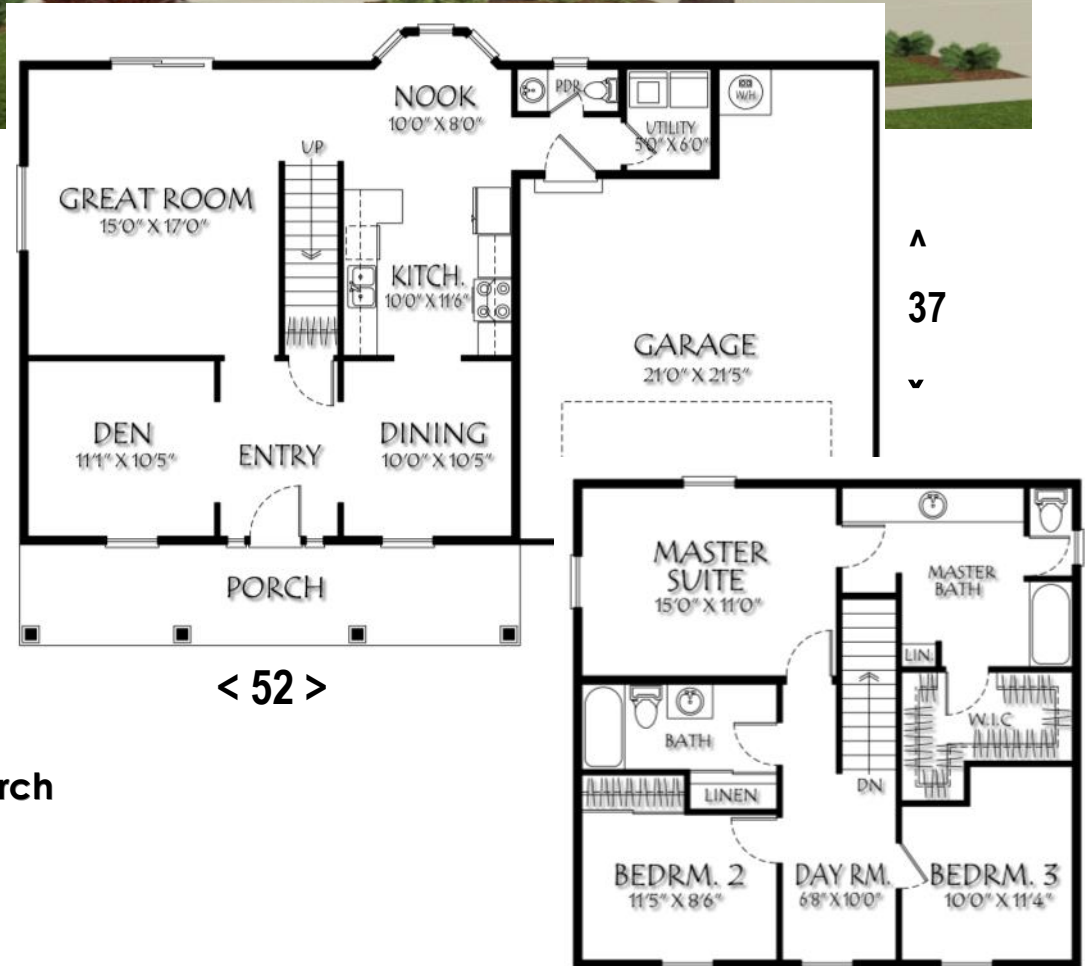 NOOK
10'0" X 8'0"
PDR
W/H
UTILITY
5'0" X 6'0"
UP
GREAT ROOM
15'0" X 17'0"
KITCH.
10'0" X 11'6"
^
37
GARAGE
21'0" X 21'5"
DEN
11'1" X 10'5"
ENTRY
DINING
10'0" X 10'5"
PORCH
< 52 >
rch
MASTER
SUITE
15'0" X 11'0"
MASTER
BATH
LIN.
W.I.C
BATH
LINEN
DN
BEDRM. 2
11'5" X 8'6"
DAY RM.
6'8" X 10'0"
BEDRM. 3
10'0" X 11'4"